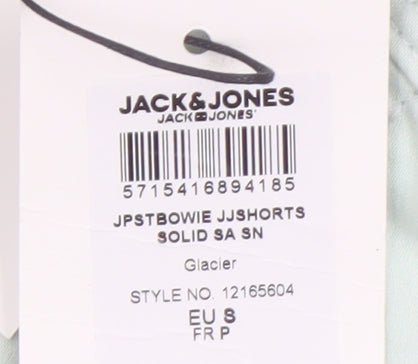 JACK&JONES
JACK JONES'
5715416894185
JPSTBOWIE JJSHORTS
SOLID SA SN
Glacier
STYLE NO. 12165604
EU S
FR P